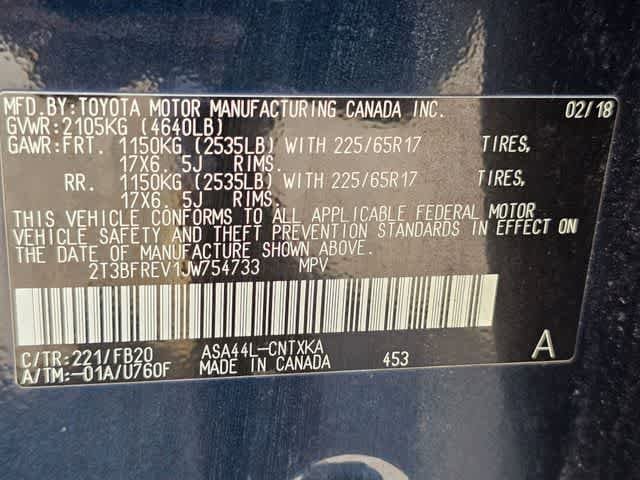 MFD.BY:TOYOTA MOTOR MANUFACTURING CANADA INC. 02/18
GVWR:2105KG (4640LB)
GAWR:FRT. 1150KG (2535LB) WITH 225/65R17 TIRES,
17X6. 5J RIMS.
RR. 1150KG (2535LB) WITH 225/65R17 TIRES,
17X6. 5J RIMS.
THIS VEHICLE CONFORMS TO ALL APPLICABLE FEDERAL MOTOR
VEHICLE SAFETY AND THEFT PREVENTION STANDARDS IN EFFECT ON
THE DATE OF MANUFACTURE SHOWN ABOVE.
2T3BFREV1JW754733 MPV
C/TR:221/FB20 ASA44L-CNTXKA
A/TM:-01A/U760F MADE IN CANADA 453 A